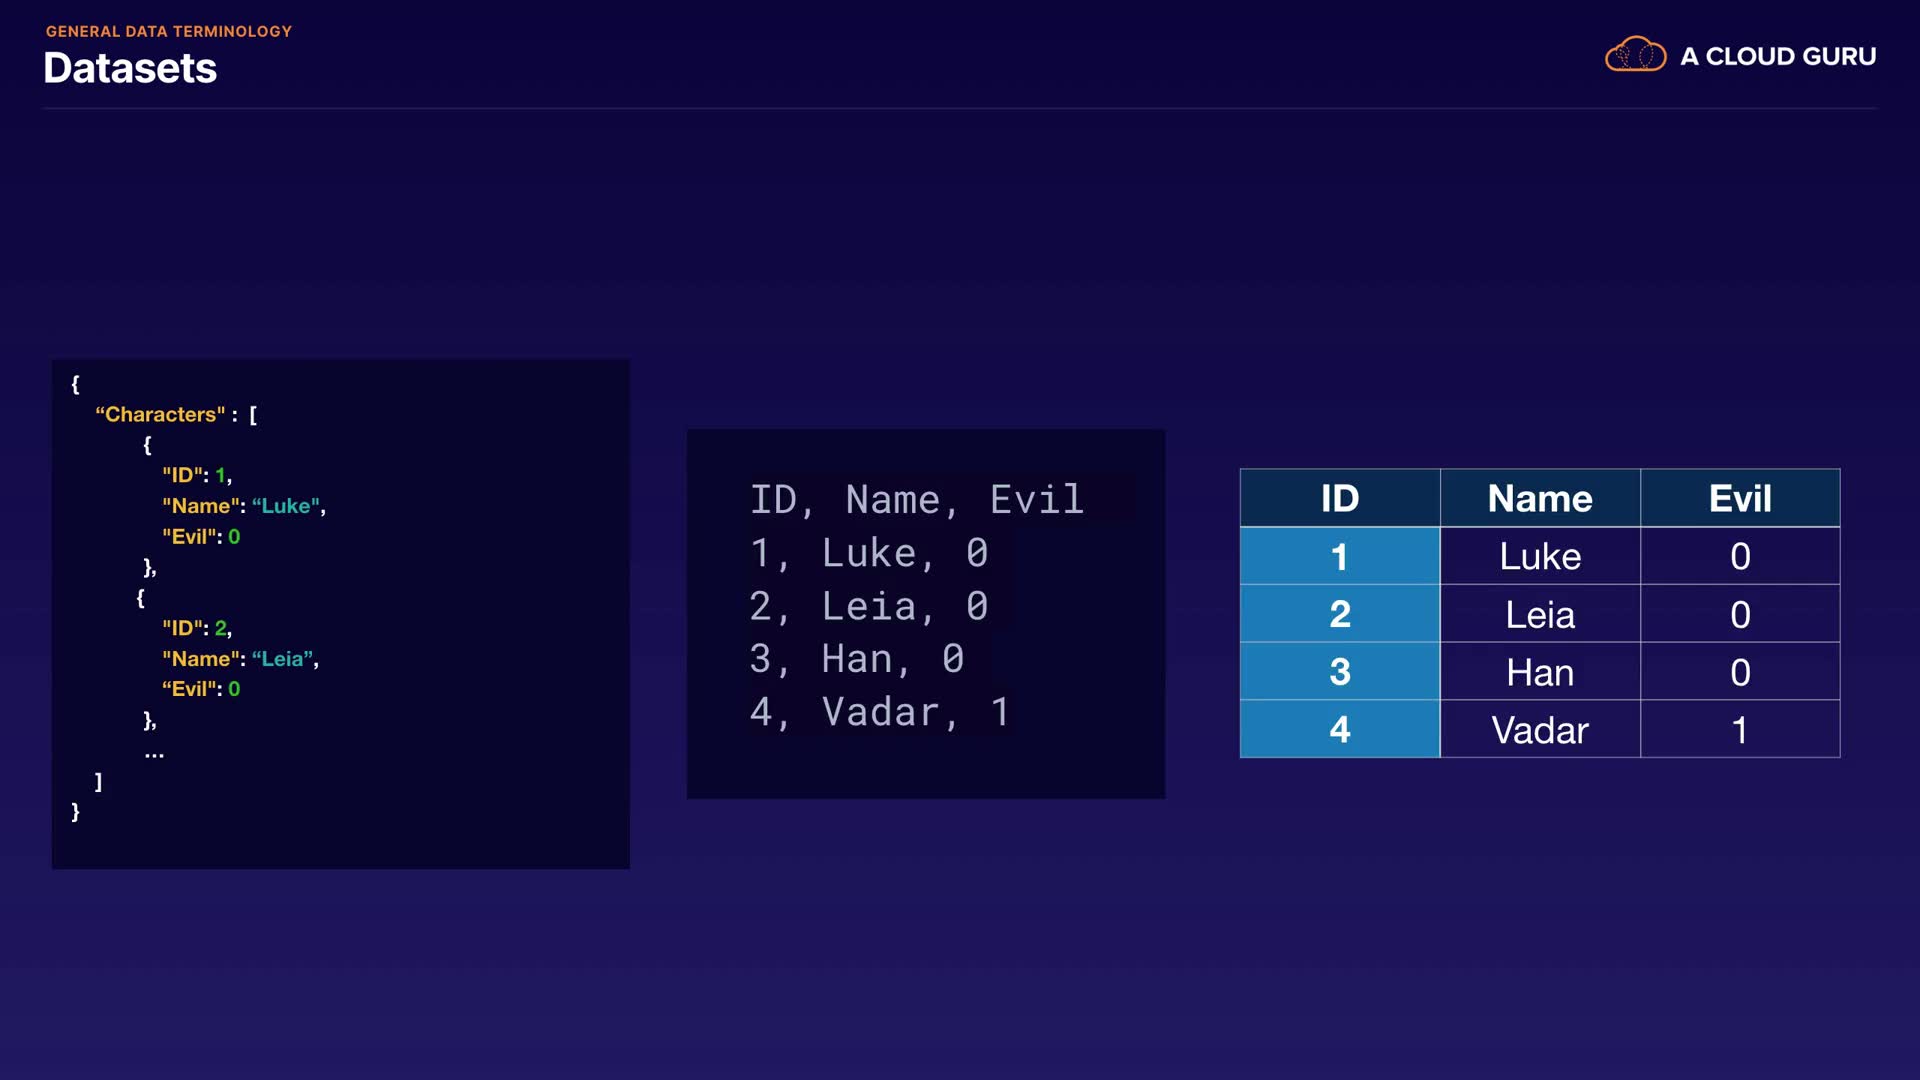 GENERAL DATA TERMINOLOGY
Datasets
A CLOUD GURU
{
“Characters" : [
{
"ID": 1,
"Name": “Luke",
"Evil": 0
},
{
"ID": 2,
"Name": “Leia”,
“Evil": 0
},
...
]
}
ID, Name, Evil
1, Luke, 0
2, Leia, 0
3, Han, 0
4, Vadar, 1
ID Name Evil
1 Luke 0
2 Leia 0
3 Han 0
4 Vadar 1